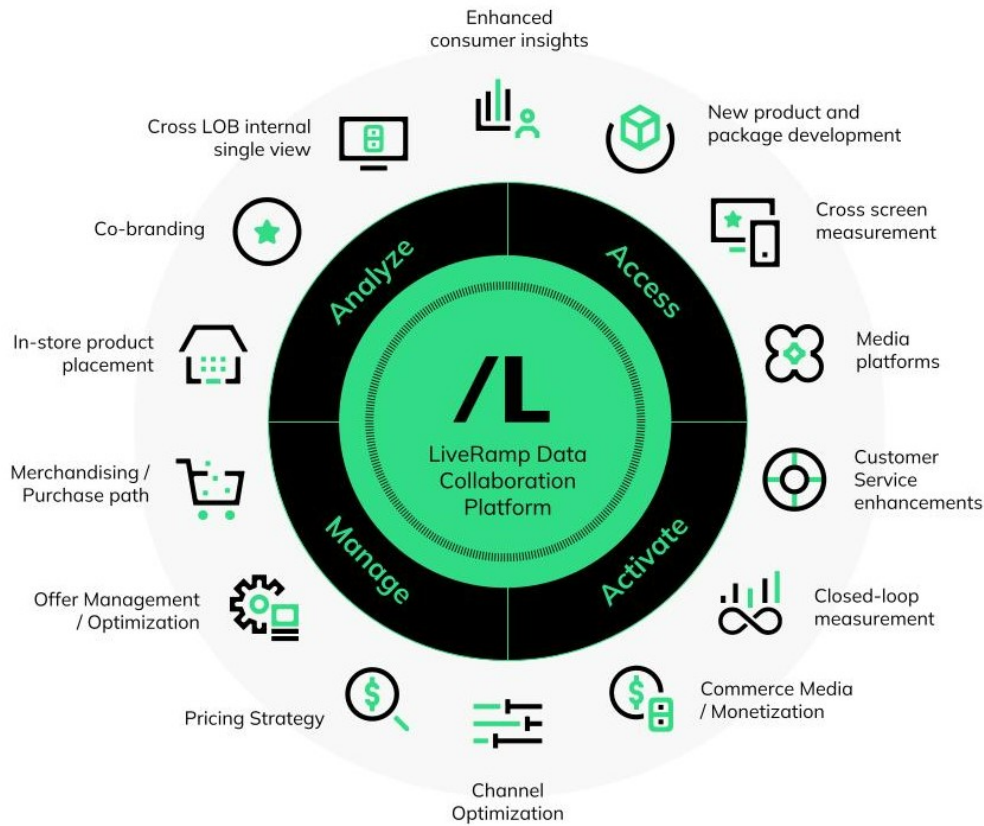 Enhanced
consumer insights
New product and
package development
Cross screen
measurement
Media
platforms
Customer
Service
enhancements
Closed-loop
measurement
Commerce Media
/ Monetization
Channel
Optimization
Pricing Strategy
Offer Management
/ Optimization
Merchandising /
Purchase path
In-store product
placement
Co-branding
Cross LOB internal
single view
Analyze
Access
Activate
Manage
/L
LiveRamp Data
Collaboration
Platform